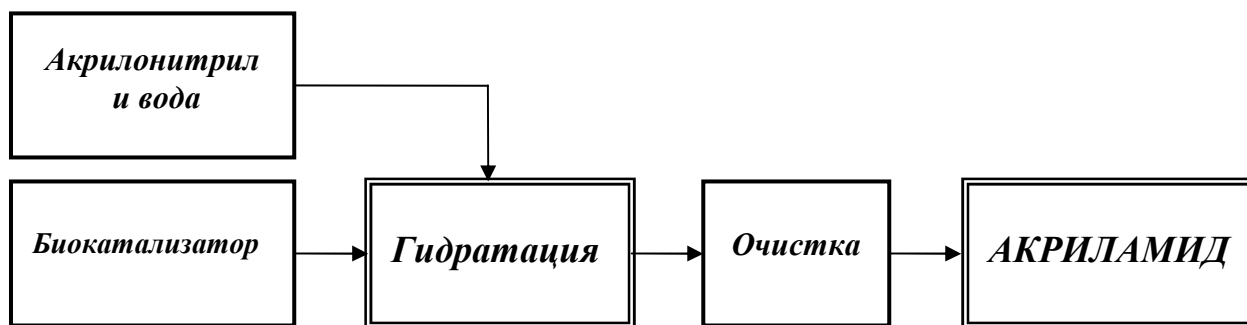 Акрилонитрил
и вода
Биокатализатор
Гидратация
Очистка
АКРИЛАМИД